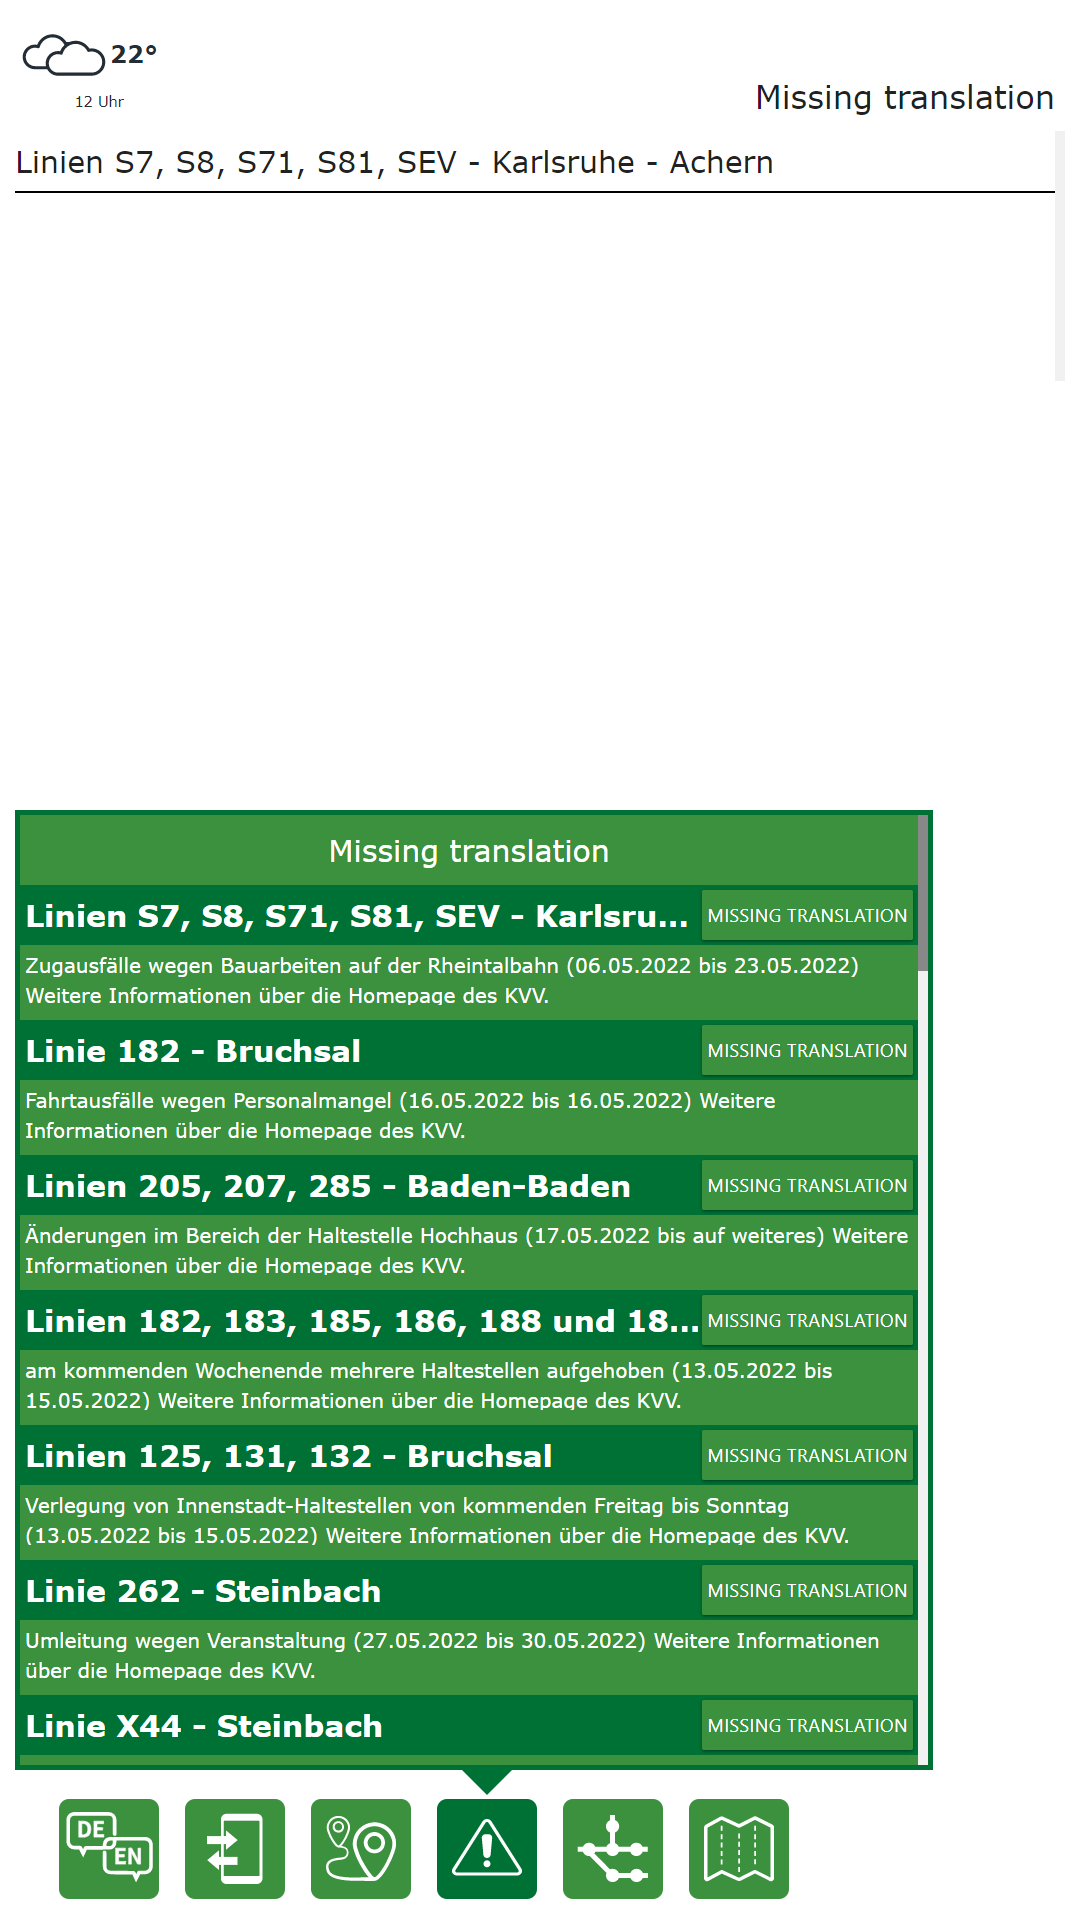 22°
12 Uhr
Missing translation
Linien S7, S8, S71, S81, SEV - Karlsruhe - Achern
Missing translation
Linien S7, S8, S71, S81, SEV - Karlsru...
MISSING TRANSLATION
Zugausfälle wegen Bauarbeiten auf der Rheintalbahn (06.05.2022 bis 23.05.2022)
Weitere Informationen über die Homepage des KVV.
Linie 182 - Bruchsal
MISSING TRANSLATION
Fahrtausfälle wegen Personalmangel (16.05.2022 bis 16.05.2022) Weitere
Informationen über die Homepage des KVV.
Linien 205, 207, 285 - Baden-Baden
MISSING TRANSLATION
Änderungen im Bereich der Haltestelle Hochhaus (17.05.2022 bis auf weiteres) Weitere
Informationen über die Homepage des KVV.
Linien 182, 183, 185, 186, 188 und 18...
MISSING TRANSLATION
am kommenden Wochenende mehrere Haltestellen aufgehoben (13.05.2022 bis
15.05.2022) Weitere Informationen über die Homepage des KVV.
Linien 125, 131, 132 - Bruchsal
MISSING TRANSLATION
Verlegung von Innenstadt-Haltestellen von kommenden Freitag bis Sonntag
(13.05.2022 bis 15.05.2022) Weitere Informationen über die Homepage des KVV.
Linie 262 - Steinbach
MISSING TRANSLATION
Umleitung wegen Veranstaltung (27.05.2022 bis 30.05.2022) Weitere Informationen
über die Homepage des KVV.
Linie X44 - Steinbach
MISSING TRANSLATION
DE
EN